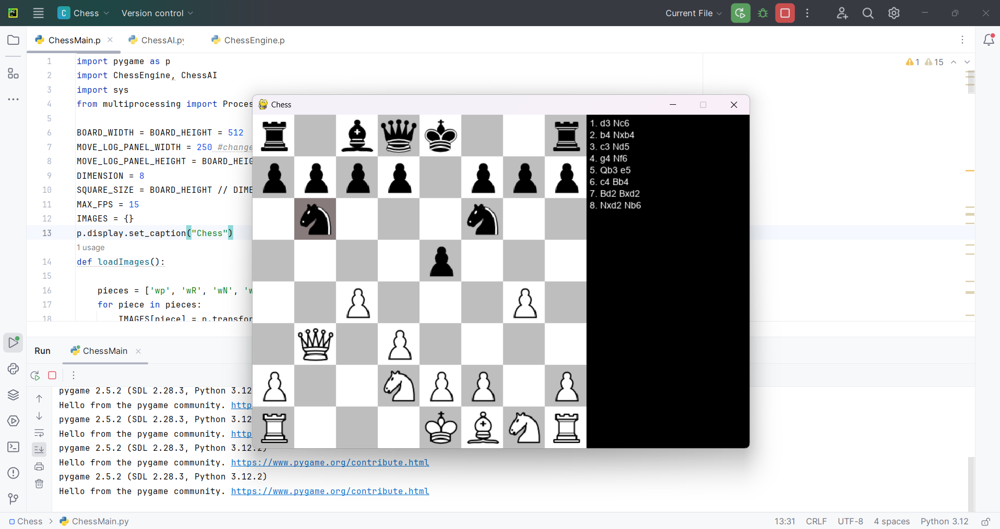 PC
C Chess Version control Current File
ChessMain.p ChessAI.py ChessEngine.p
1 import pygame as p
2 import ChessEngine, ChessAI
3 import sys
4 from multiprocessing import Proces
5
6 BOARD_WIDTH = BOARD_HEIGHT = 512
7 MOVE_LOG_PANEL_WIDTH = 250 #change
8 MOVE_LOG_PANEL_HEIGHT = BOARD_HEIG
9 DIMENSION = 8
10 SQUARE_SIZE = BOARD_HEIGHT // DIME
11 MAX_FPS = 15
12 IMAGES = {}
13 p.display.set_caption("Chess")
1 usage
14 def loadImages():
15
16 pieces = ['wp', 'wR', 'wN', 'w
17 for piece in pieces:
18 IMAGES[piece] = p.transfor
1 15
Chess
1. d3 Nc6
2. b4 Nxb4
3. c3 Nd5
4. g4 Nf6
5. Qb3 e5
6. c4 Bb4
7. Bd2 Bxd2
8. Nxd2 Nb6
Run ChessMain
pygame 2.5.2 (SDL 2.28.3, Python 3.12
Hello from the pygame community. http
pygame 2.5.2 (SDL 2.28.3, Python 3.12
Hello from the pygame community. http
pygame 2.5.2 (SDL 2.28.3, Python 3.12.2)
Hello from the pygame community. https://www.pygame.org/contribute.html
pygame 2.5.2 (SDL 2.28.3, Python 3.12.2)
Hello from the pygame community. https://www.pygame.org/contribute.html
Chess > ChessMain.py 13:31 CRLF UTF-8 4 spaces Python 3.12